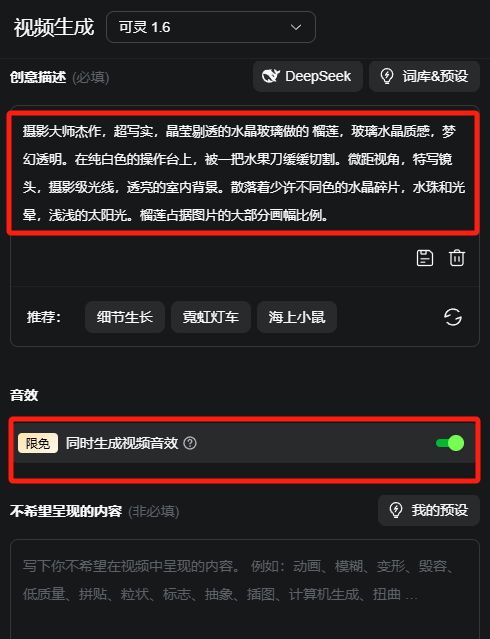 视频生成 可灵 1.6
创意描述 (必填) DeepSeek 词库&预设
摄影大师杰作，超写实，晶莹剔透的水晶玻璃做的 榴莲，玻璃水晶质感，梦
幻透明。在纯白色的操作台上，被一把水果刀缓缓切割。微距视角，特写镜
头，摄影级光线，透亮的室内背景。散落着少许不同色的水晶碎片，水珠和光
晕，浅浅的太阳光。榴莲占据图片的大部分画幅比例。
推荐： 细节生长 霓虹灯车 海上小鼠
音效
限免 同时生成视频音效
不希望呈现的内容 (非必填) 我的预设
写下你不希望在视频中呈现的内容。 例如：动画、模糊、变形、毁容、
低质量、拼贴、粒状、标志、抽象、插图、计算机生成、扭曲 ...